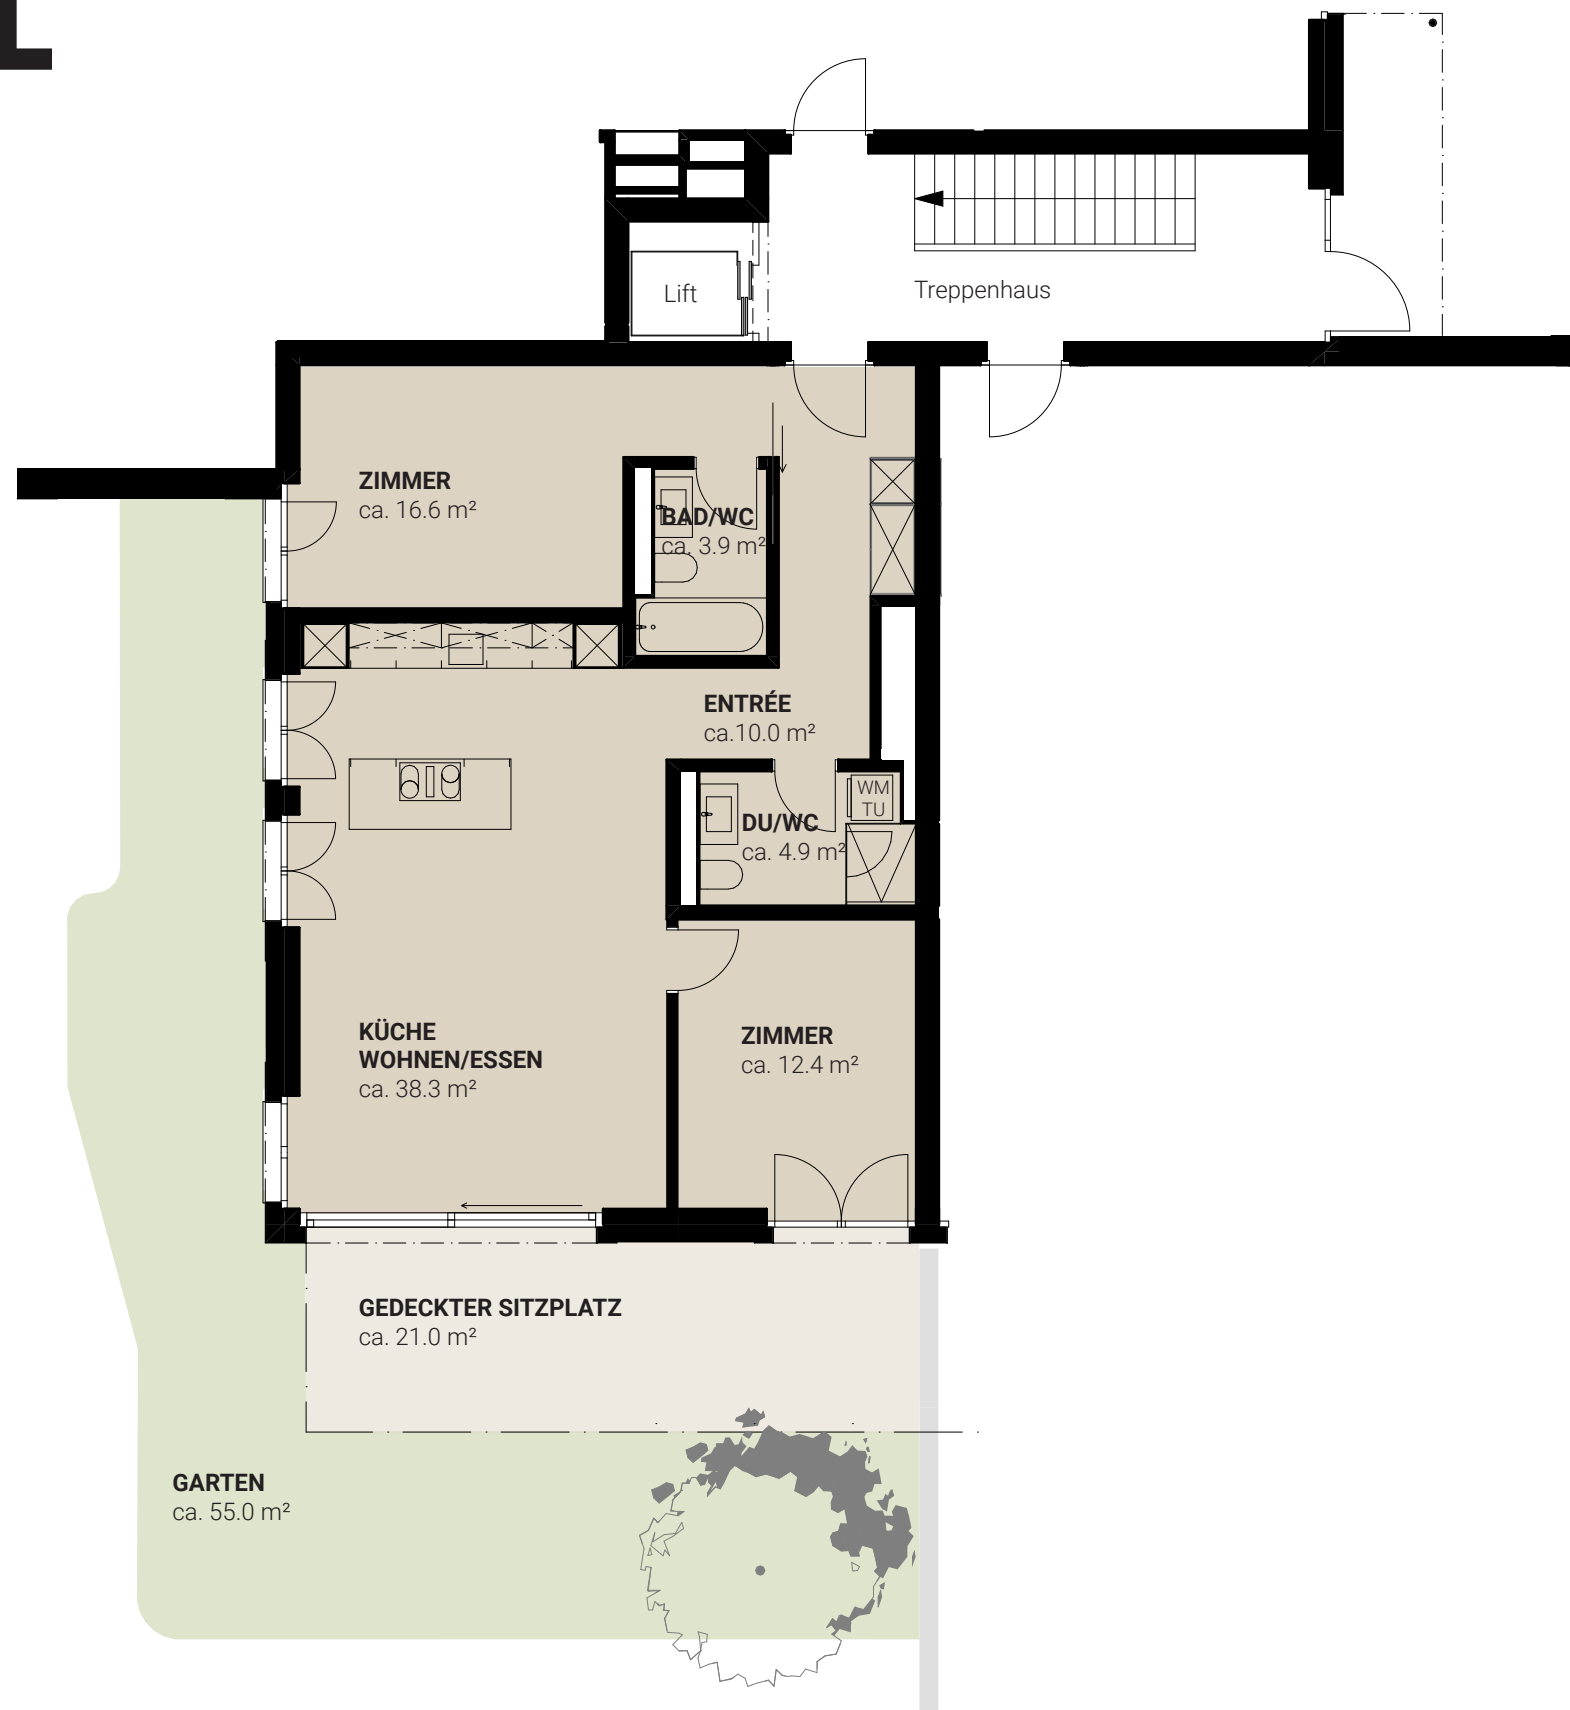 Lift
Treppenhaus
ZIMMER
ca. 16.6 m²
BAD/WC
ca. 3.9 m²
ENTRÉE
ca.10.0 m²
WM
TU
DU/WC
ca. 4.9 m²
KÜCHE
WOHNEN/ESSEN
ca. 38.3 m²
ZIMMER
ca. 12.4 m²
GEDECKTER SITZPLATZ
ca. 21.0 m²
GARTEN
ca. 55.0 m²